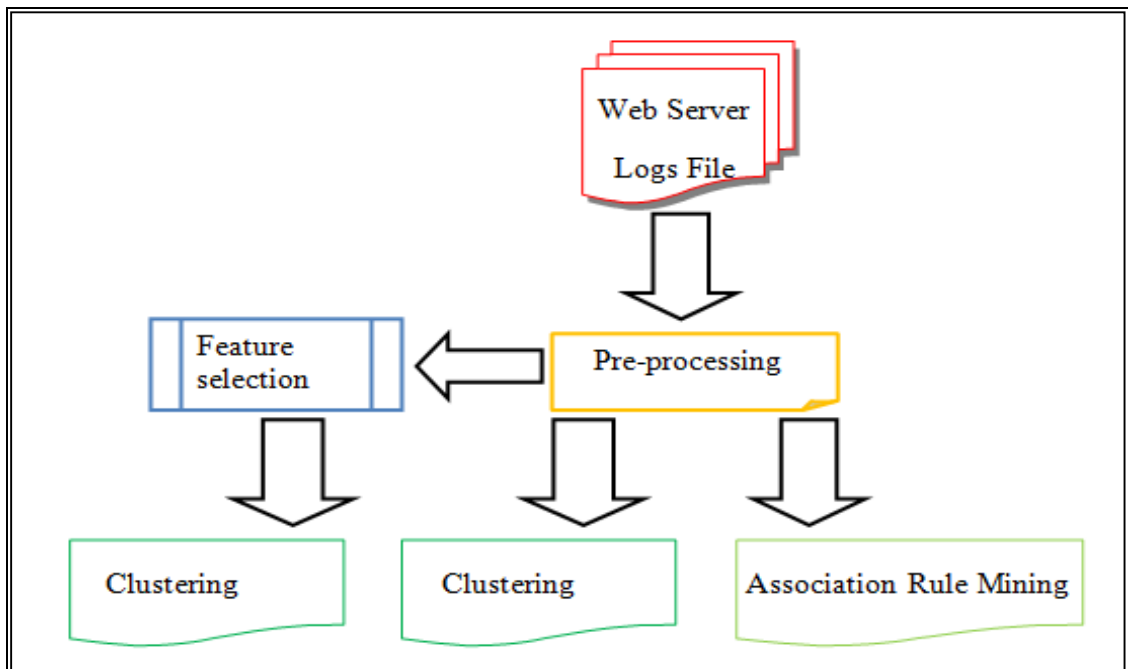 Web Server
Logs File
Feature
selection
Pre-processing
Clustering
Clustering
Association Rule Mining